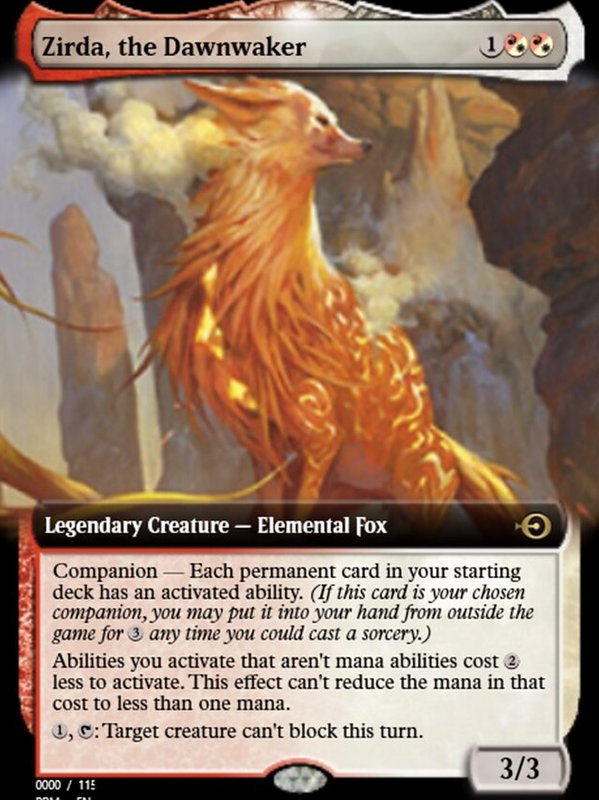 Zirda, the Dawnwaker 1
Legendary Creature — Elemental Fox
Companion — Each permanent card in your starting
deck has an activated ability. (If this card is your chosen
companion, you may put it into your hand from outside the
game for 3 any time you could cast a sorcery.)
Abilities you activate that aren't mana abilities cost 2
less to activate. This effect can't reduce the mana in that
cost to less than one mana.
1, : Target creature can't block this turn.
3/3
0000 / 115